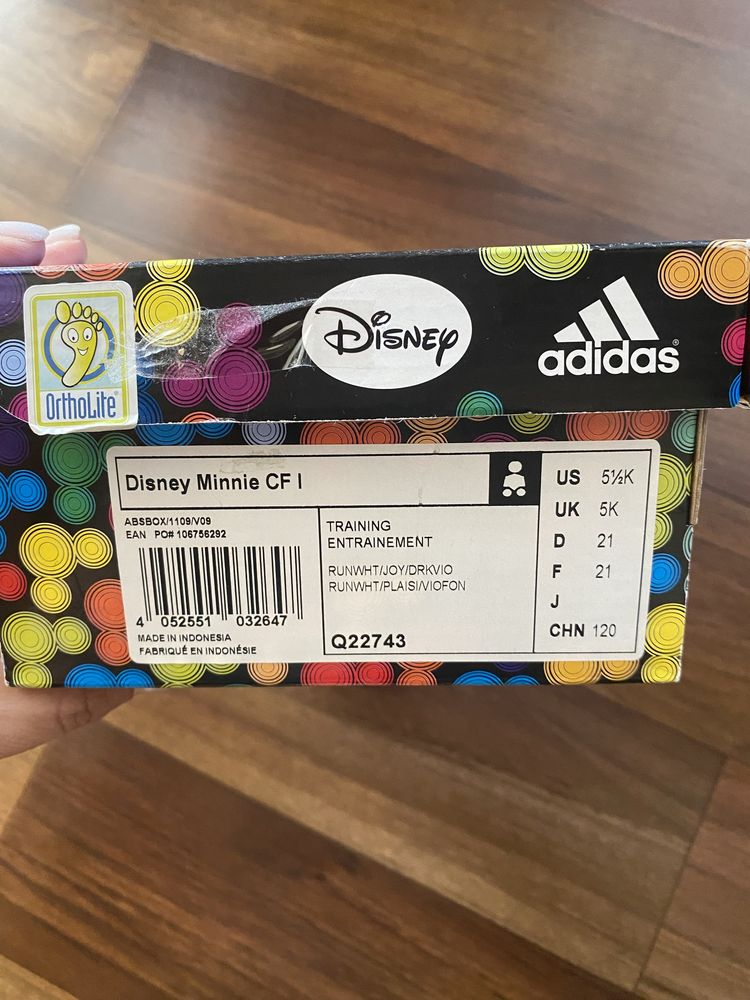 OrthoLite
Disney
adidas
Disney Minnie CF I
ABSBOX/1109/V09
EAN PO# 106756292
4 052551 032647
MADE IN INDONESIA
FABRIQUÉ EN INDONÉSIE
TRAINING
ENTRAINEMENT
RUNWHT/JOY/DRKVIO
RUNWHT/PLAISI/VIOFON
Q22743
US 5½K
UK 5K
D 21
F 21
J
CHN 120